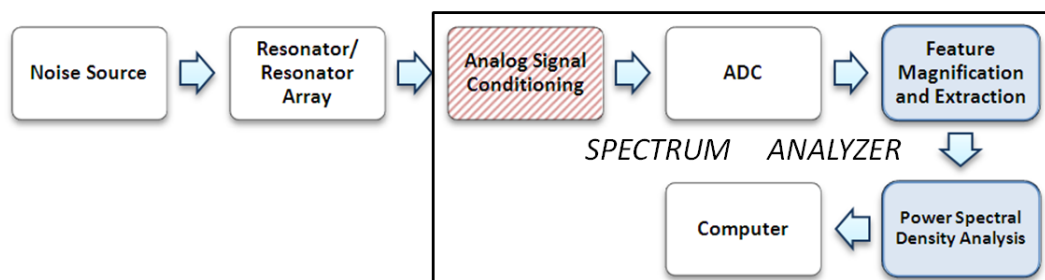 Noise Source
Resonator/
Resonator
Array
Analog Signal
Conditioning
ADC
Feature
Magnification
and Extraction
SPECTRUM ANALYZER
Computer
Power Spectral
Density Analysis